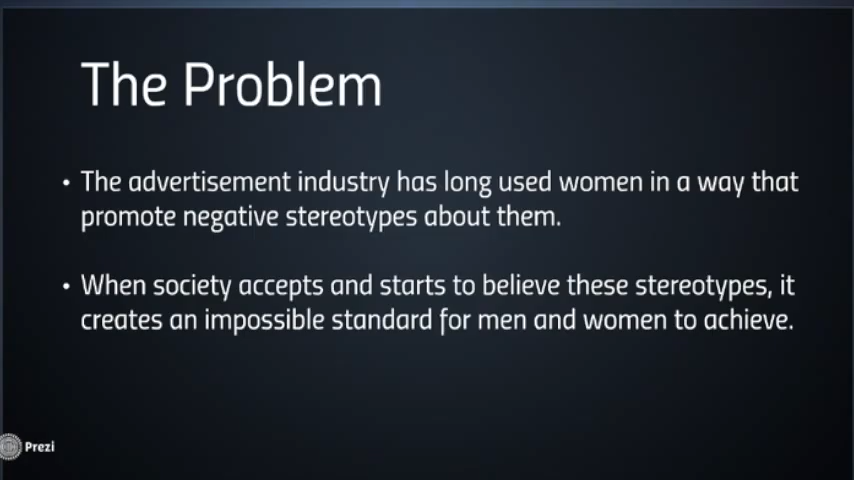 The Problem
• The advertisement industry has long used women in a way that
promote negative stereotypes about them.
• When society accepts and starts to believe these stereotypes, it
creates an impossible standard for men and women to achieve.
Prezi